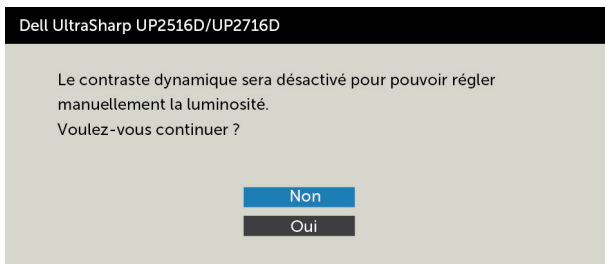 Dell UltraSharp UP2516D/UP2716D
Le contraste dynamique sera désactivé pour pouvoir régler
manuellement la luminosité.
Voulez-vous continuer ?
Non
Oui